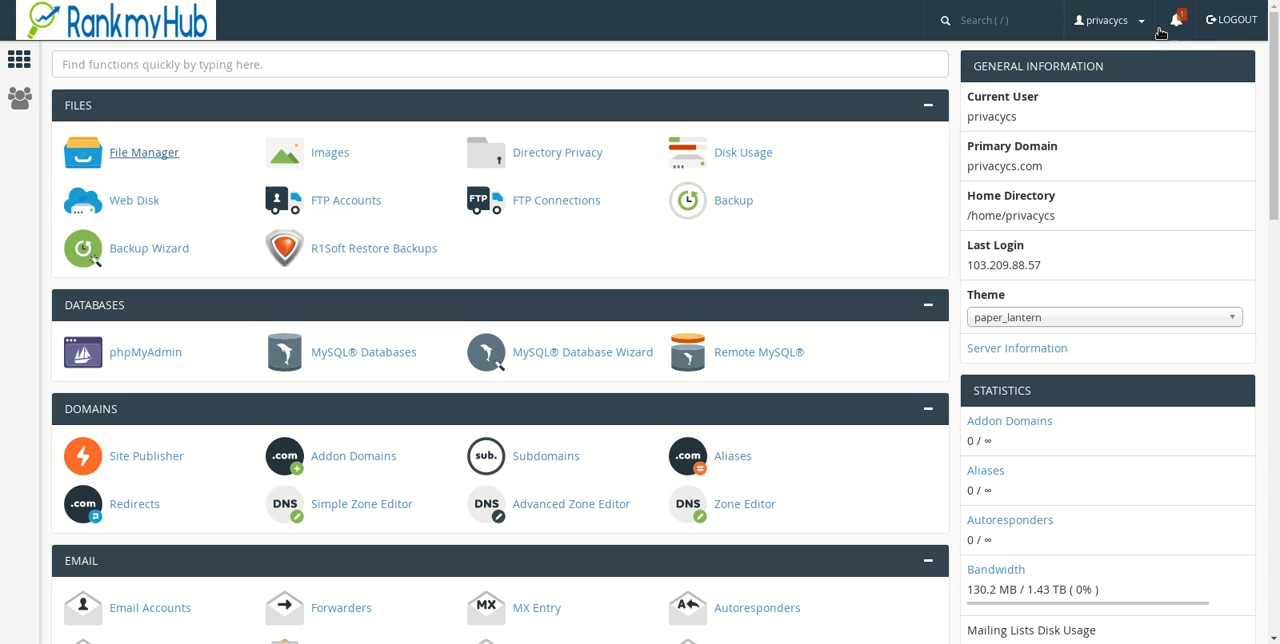 RankmyHub
Search ( / )
privacycs
1
LOGOUT
Find functions quickly by typing here.
FILES
File Manager
Images
Directory Privacy
Disk Usage
Web Disk
FTP Accounts
FTP
FTP Connections
Backup
Backup Wizard
R1Soft Restore Backups
DATABASES
phpMyAdmin
MySQL® Databases
MySQL® Database Wizard
Remote MySQL®
DOMAINS
Site Publisher
.com
Addon Domains
sub.
Subdomains
.com
Aliases
.com
Redirects
DNS
Simple Zone Editor
DNS
Advanced Zone Editor
DNS
Zone Editor
EMAIL
Email Accounts
Forwarders
MX
MX Entry
A
Autoresponders
GENERAL INFORMATION
Current User
privacycs
Primary Domain
privacycs.com
Home Directory
/home/privacycs
Last Login
103.209.88.57
Theme
paper_lantern
Server Information
STATISTICS
Addon Domains
0 / ∞
Aliases
0 / ∞
Autoresponders
0 / ∞
Bandwidth
130.2 MB / 1.43 TB ( 0% )
Mailing Lists Disk Usage